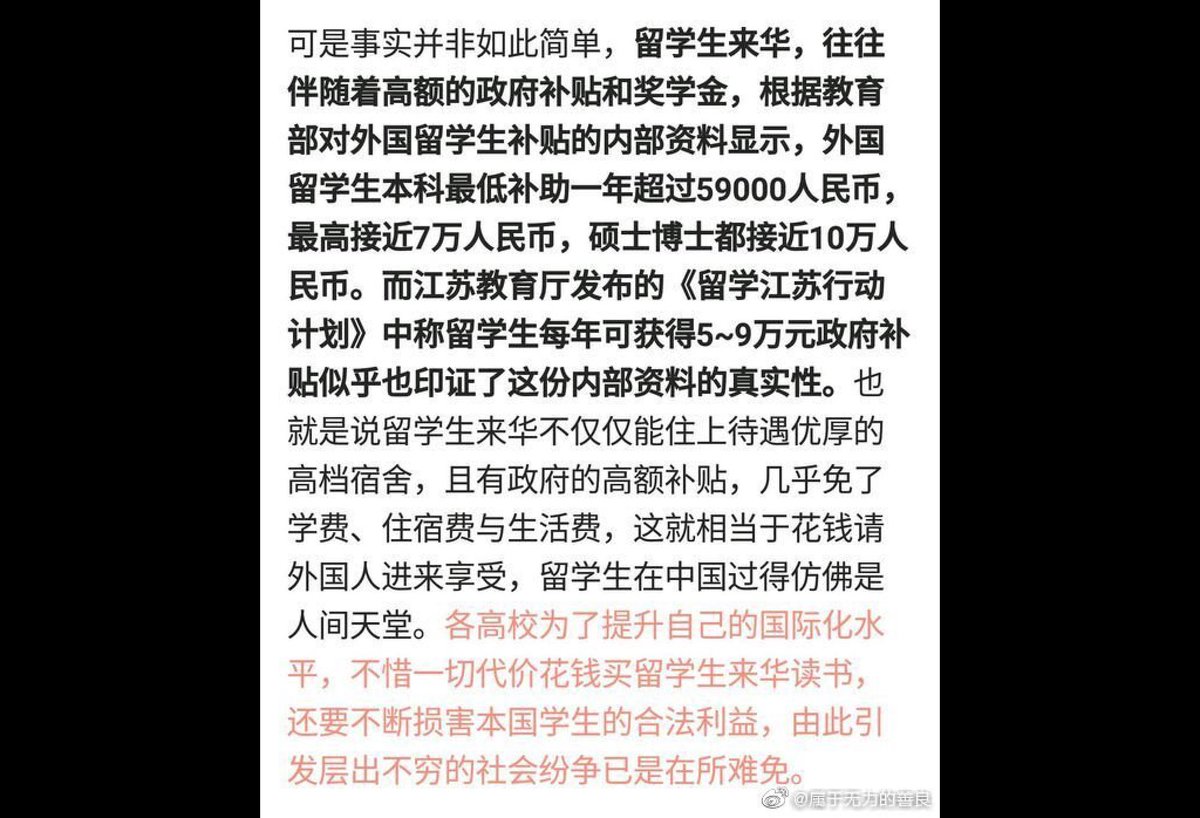 可是事实并非如此简单，留学生来华，往往
伴随着高额的政府补贴和奖学金，根据教育
部对外国留学生补贴的内部资料显示，外国
留学生本科最低补助一年超过59000人民币，
最高接近7万人民币，硕士博士都接近10万人
民币。而江苏教育厅发布的《留学江苏行动
计划》中称留学生每年可获得5~9万元政府补
贴似乎也印证了这份内部资料的真实性。也
就是说留学生来华不仅仅能住上待遇优厚的
高档宿舍，且有政府的高额补贴，几乎免了
学费、住宿费与生活费，这就相当于花钱请
外国人进来享受，留学生在中国过得仿佛是
人间天堂。各高校为了提升自己的国际化水
平，不惜一切代价花钱买留学生来华读书，
还要不断损害本国学生的合法利益，由此引
发层出不穷的社会纷争已是在所难免。
@属于无力的善良